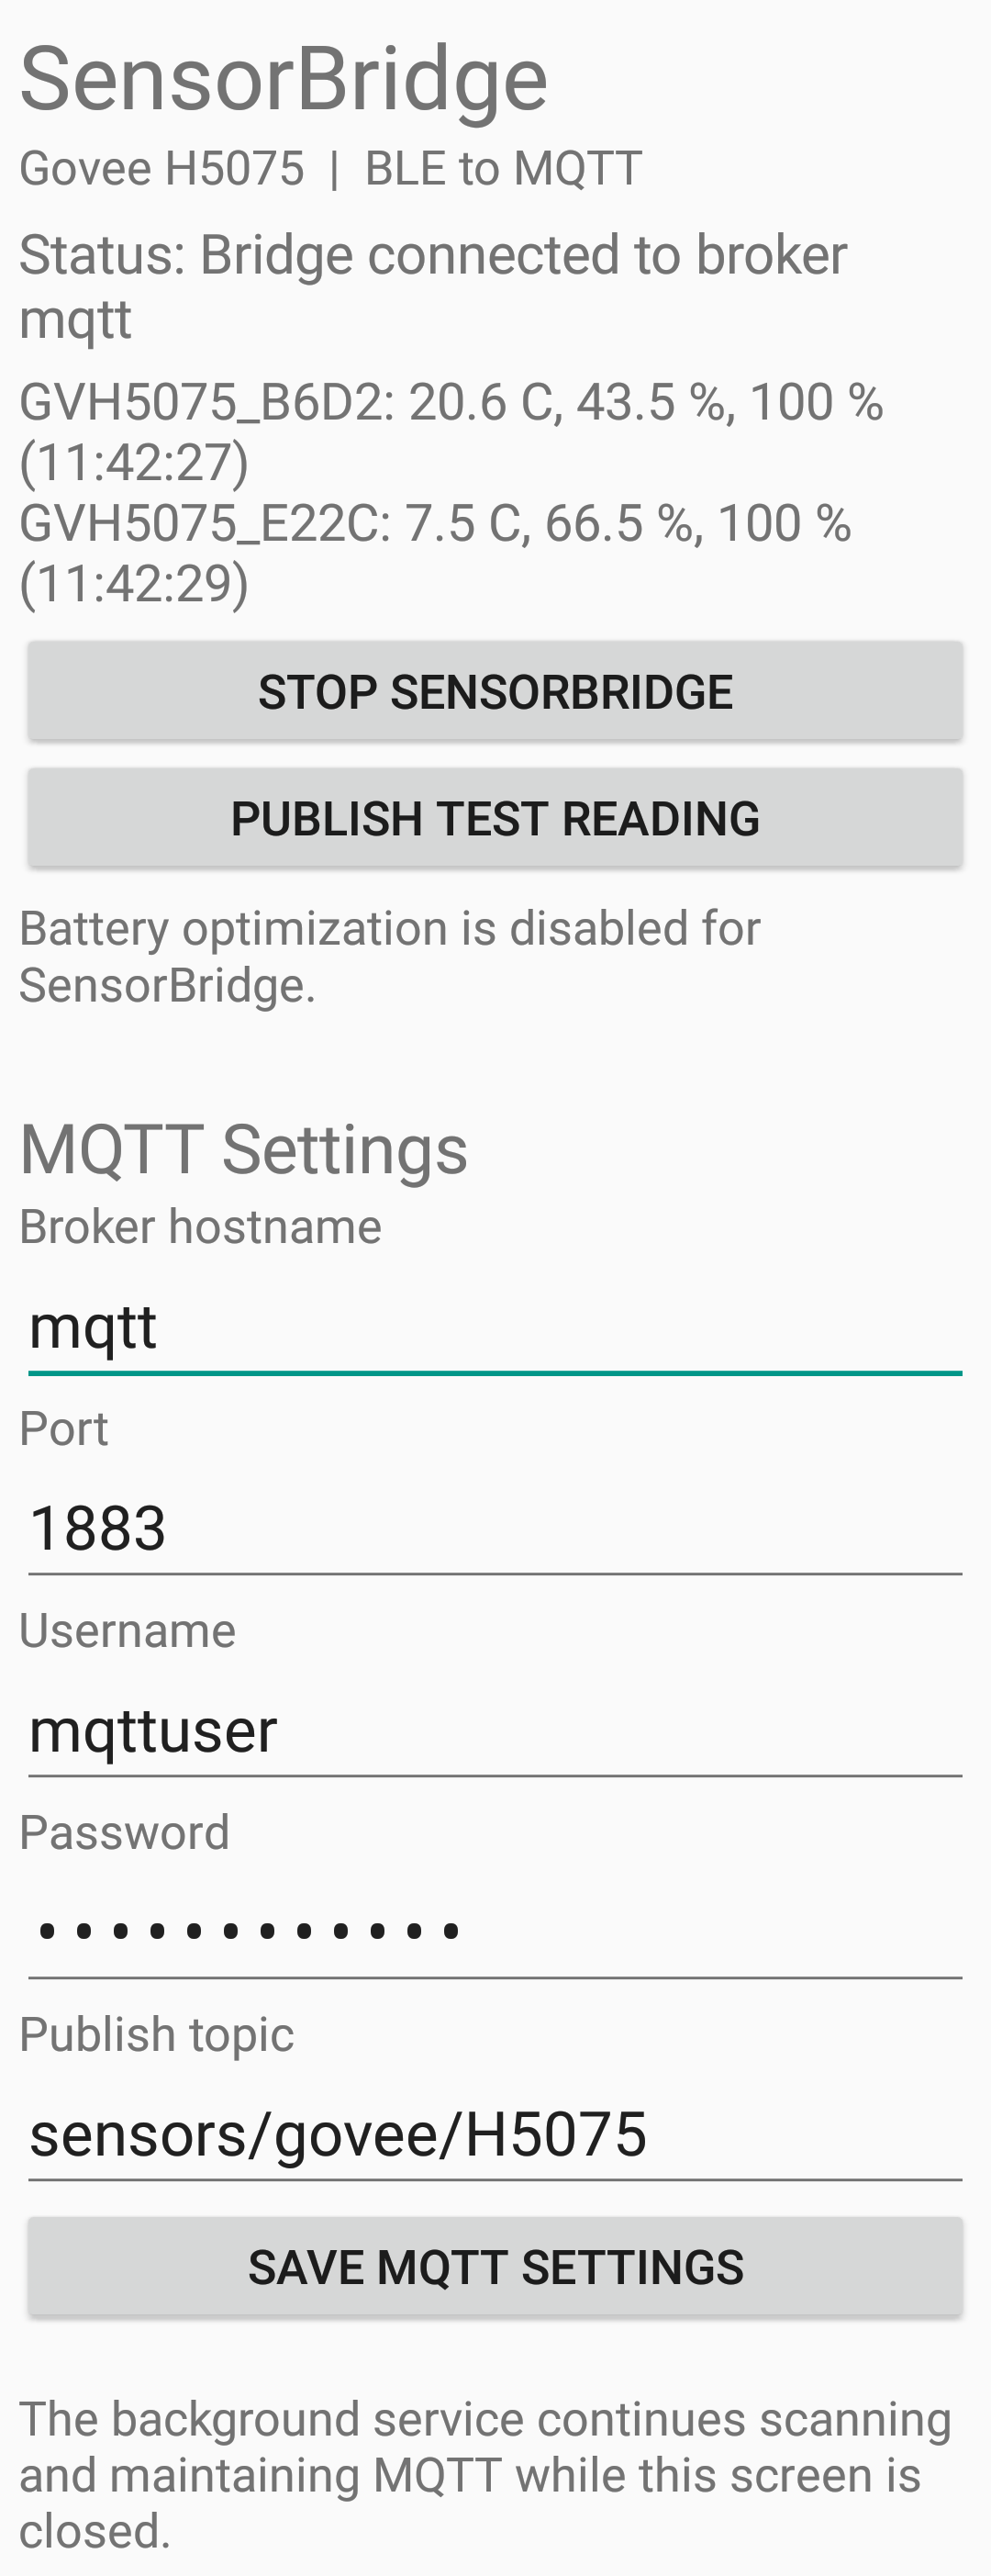 SensorBridge
Govee H5075 | BLE to MQTT
Status: Bridge connected to broker
mqtt
GVH5075_B6D2: 20.6 C, 43.5 %, 100 %
(11:42:27)
GVH5075_E22C: 7.5 C, 66.5 %, 100 %
(11:42:29)
STOP SENSORBRIDGE
PUBLISH TEST READING
Battery optimization is disabled for
SensorBridge.
MQTT Settings
Broker hostname
mqtt
Port
1883
Username
mqttuser
Password
............
Publish topic
sensors/govee/H5075
SAVE MQTT SETTINGS
The background service continues scanning
and maintaining MQTT while this screen is
closed.